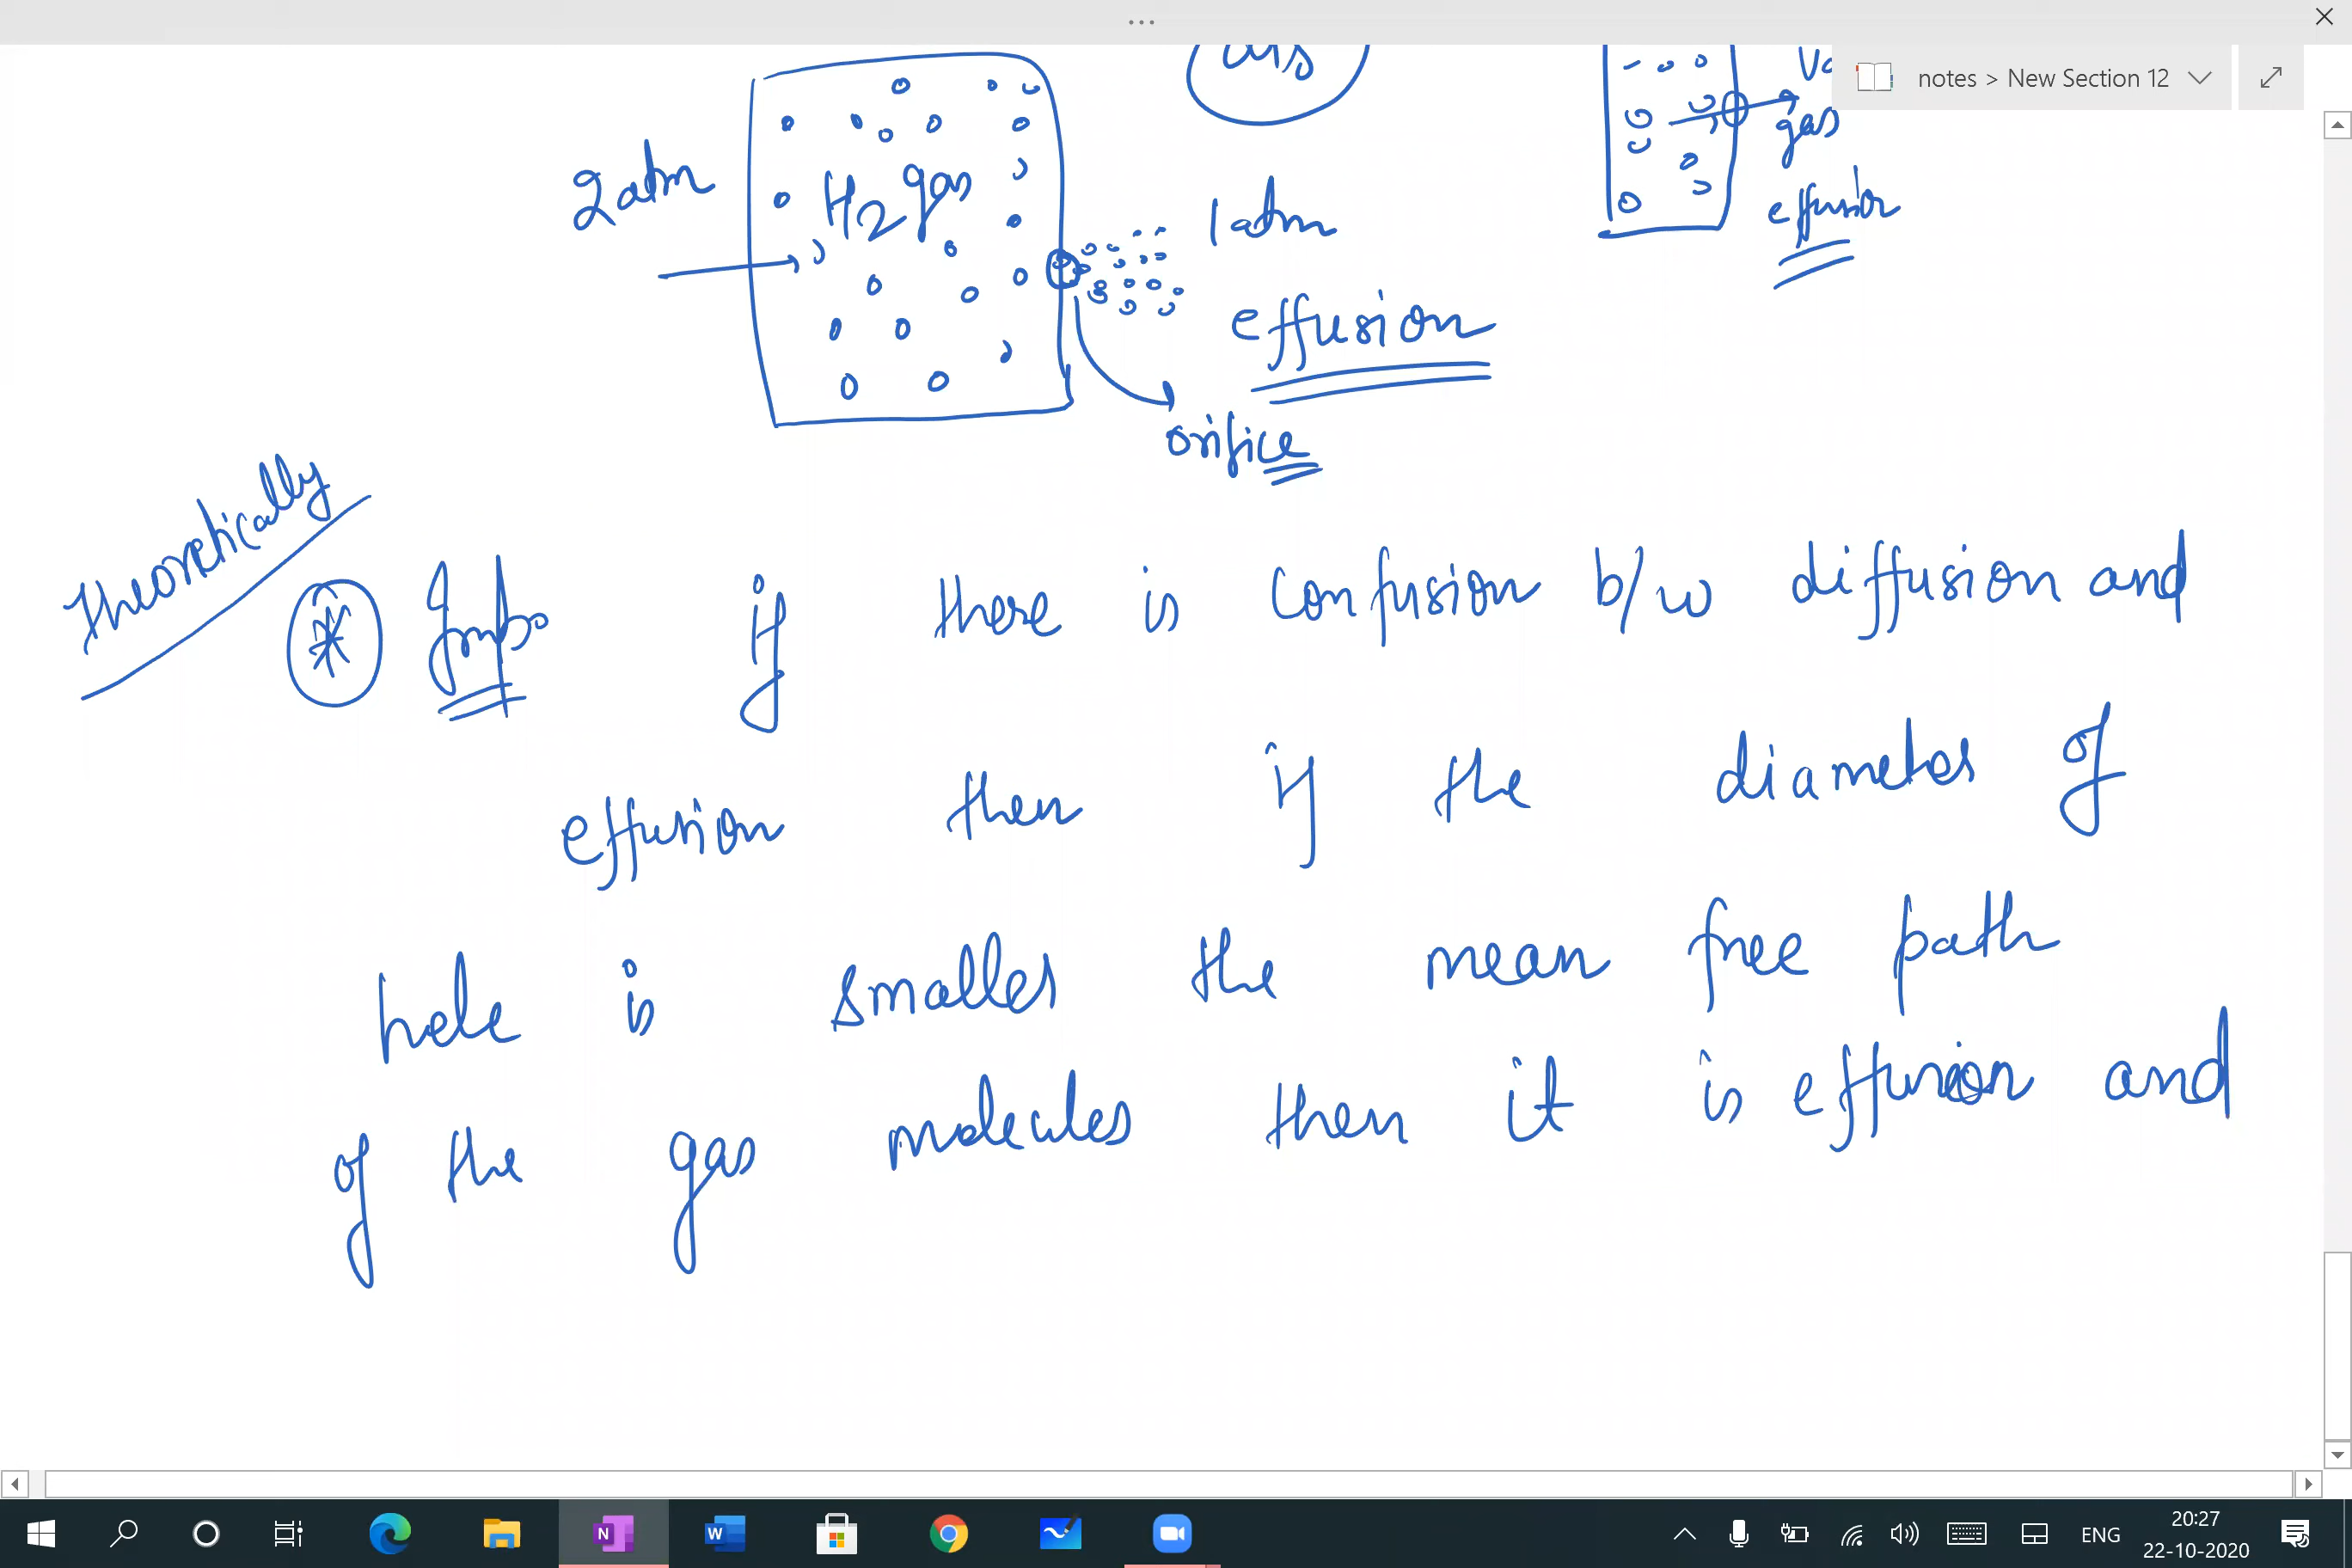 ...
notes > New Section 12
gas
effusion
2 atm
H2 gas
1 atm
effusion
orifice
theoretically
* Imp. if there is confusion b/w diffusion and
effusion then if the diameter of
hole is smaller the mean free path
of the gas molecules then it is effusion and
N
W
ENG
20:27
22-10-2020